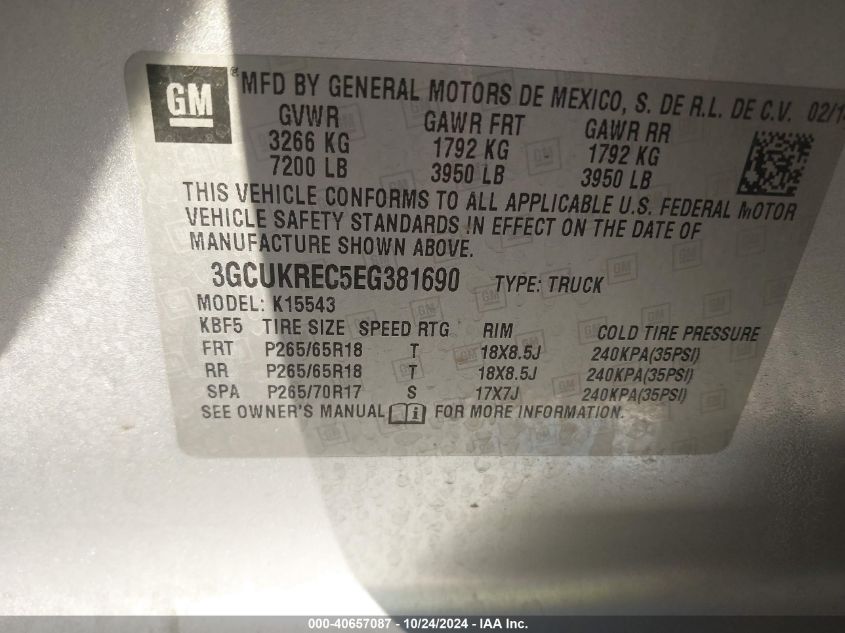 GM ® MFD BY GENERAL MOTORS DE MEXICO, S. DE R.L. DE C.V. 02/1
GVWR GAWR FRT GAWR RR
3266 KG 1792 KG 1792 KG
7200 LB 3950 LB 3950 LB
THIS VEHICLE CONFORMS TO ALL APPLICABLE U.S. FEDERAL MOTOR
VEHICLE SAFETY STANDARDS IN EFFECT ON THE DATE OF
MANUFACTURE SHOWN ABOVE.
3GCUKREC5EG381690 TYPE: TRUCK
MODEL: K15543
KBF5 TIRE SIZE SPEED RTG RIM COLD TIRE PRESSURE
FRT P265/65R18 T 18X8.5J 240KPA(35PSI)
RR P265/65R18 T 18X8.5J 240KPA(35PSI)
SPA P265/70R17 S 17X7J 240KPA(35PSI)
SEE OWNER'S MANUAL i FOR MORE INFORMATION.
000-40657087 - 10/24/2024 - IAA Inc.